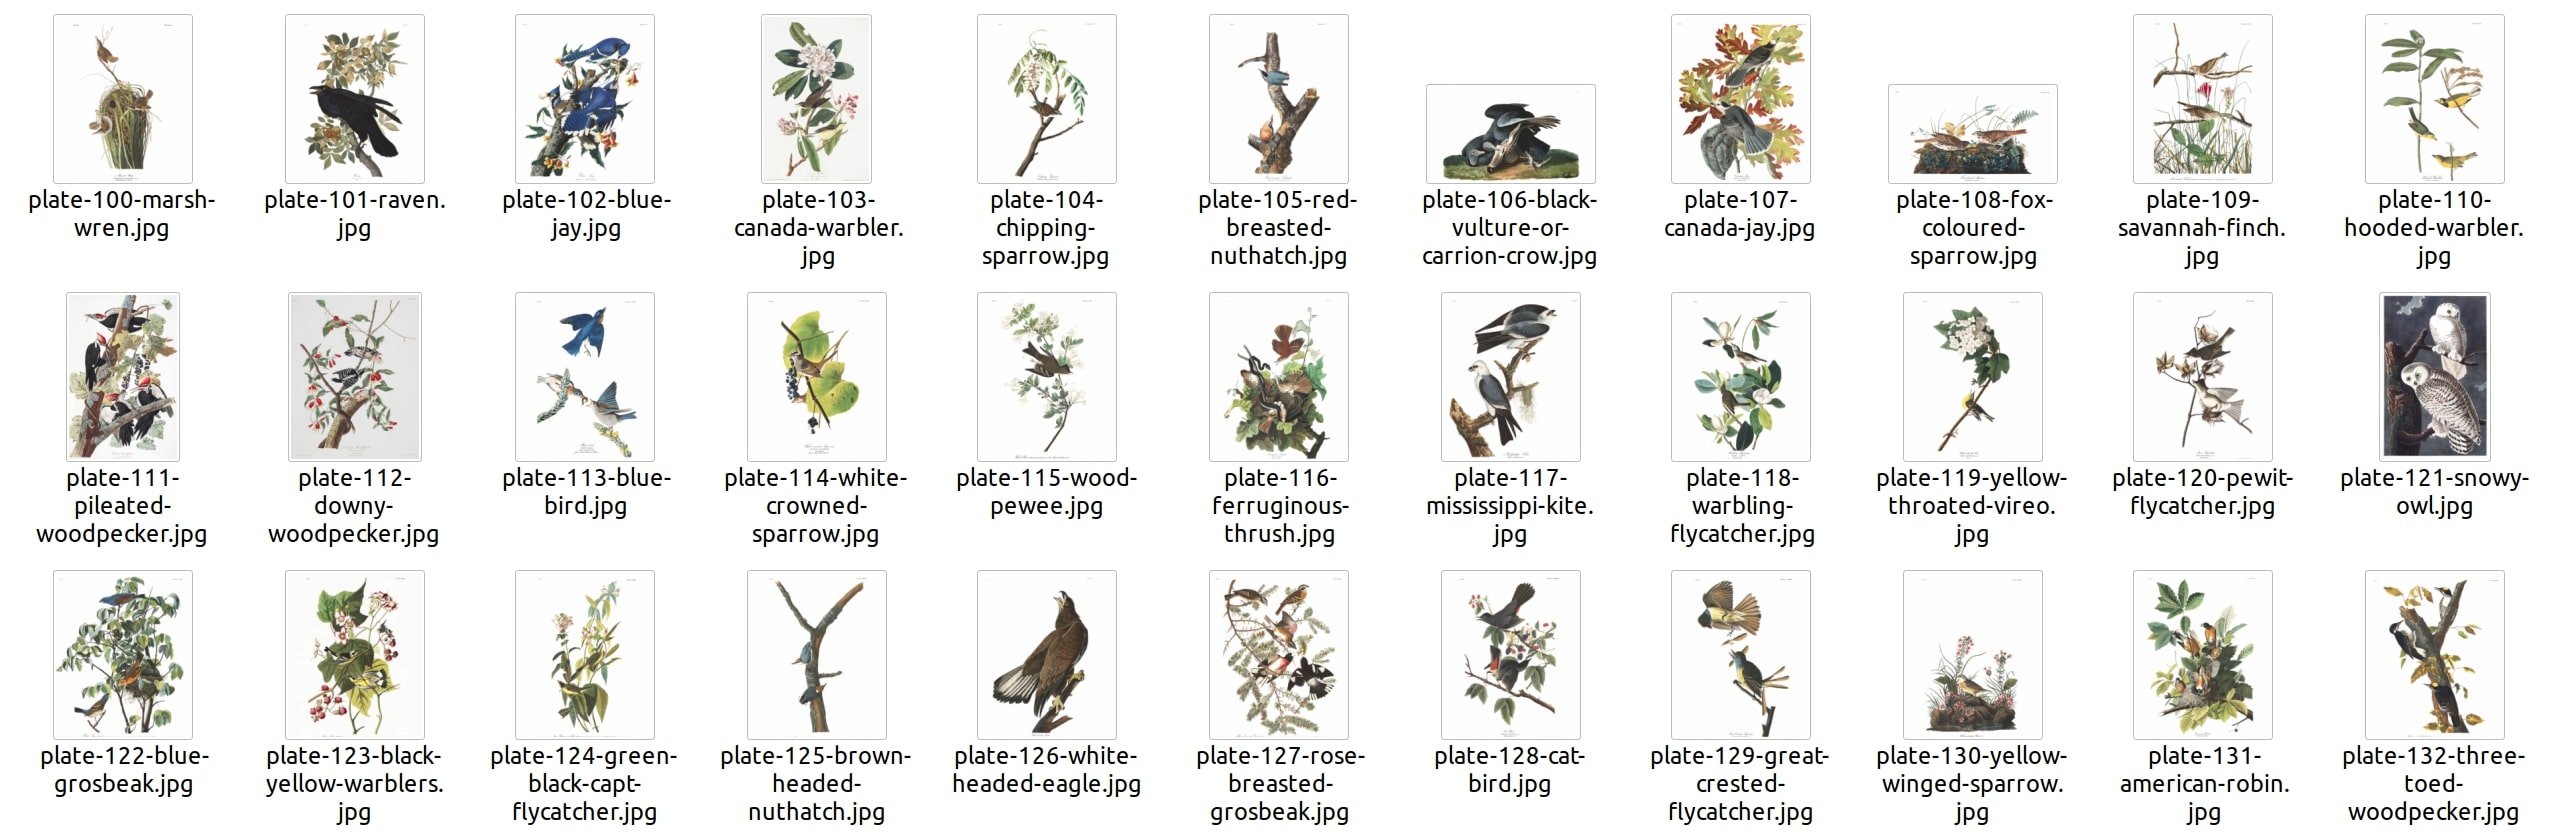 plate-100-marsh-
wren.jpg
plate-101-raven.
jpg
plate-102-blue-
jay.jpg
plate-103-
canada-warbler.
jpg
plate-104-
chipping-
sparrow.jpg
plate-105-red-
breasted-
nuthatch.jpg
plate-106-black-
vulture-or-
carrion-crow.jpg
plate-107-
canada-jay.jpg
plate-108-fox-
coloured-
sparrow.jpg
plate-109-
savannah-finch.
jpg
plate-110-
hooded-warbler.
jpg
plate-111-
pileated-
woodpecker.jpg
plate-112-
downy-
woodpecker.jpg
plate-113-blue-
bird.jpg
plate-114-white-
crowned-
sparrow.jpg
plate-115-wood-
pewee.jpg
plate-116-
ferruginous-
thrush.jpg
plate-117-
mississippi-kite.
jpg
plate-118-
warbling-
flycatcher.jpg
plate-119-yellow-
throated-vireo.
jpg
plate-120-pewit-
flycatcher.jpg
plate-121-snowy-
owl.jpg
plate-122-blue-
grosbeak.jpg
plate-123-black-
yellow-warblers.
jpg
plate-124-green-
black-capt-
flycatcher.jpg
plate-125-brown-
headed-
nuthatch.jpg
plate-126-white-
headed-eagle.jpg
plate-127-rose-
breasted-
grosbeak.jpg
plate-128-cat-
bird.jpg
plate-129-great-
crested-
flycatcher.jpg
plate-130-yellow-
winged-sparrow.
jpg
plate-131-
american-robin.
jpg
plate-132-three-
toed-
woodpecker.jpg